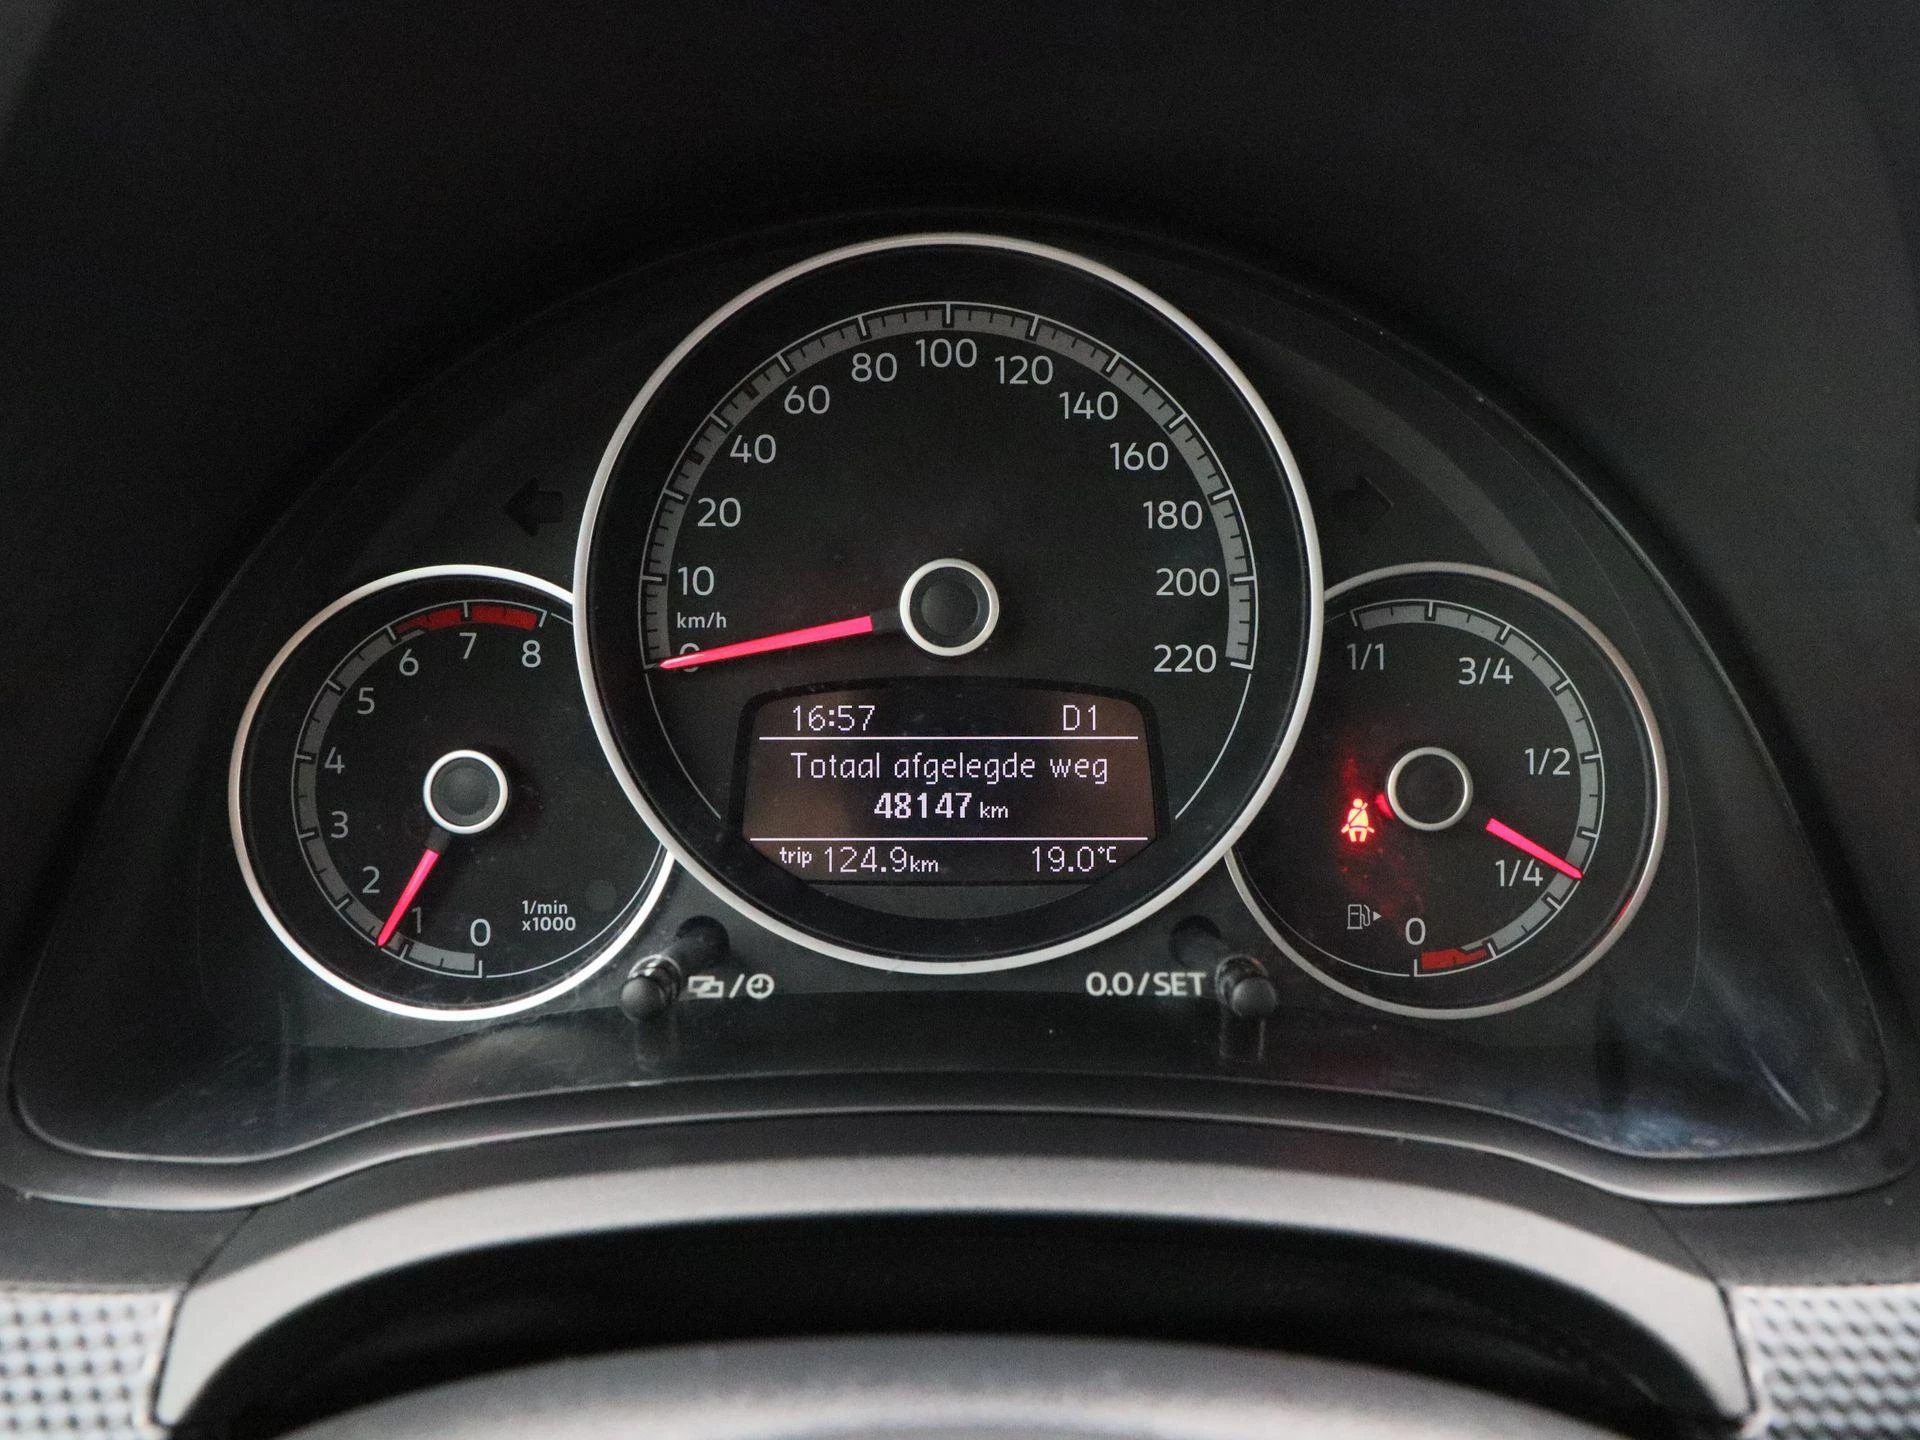 0 10 20 40 60 80 100 120 140 160 180 200 220
km/h
0 1 2 3 4 5 6 7 8
1/min
x1000
16:57 D1
Totaal afgelegde weg
48147 km
trip 124.9km 19.0°C
1/1 3/4 1/2 1/4 0
0.0/SET